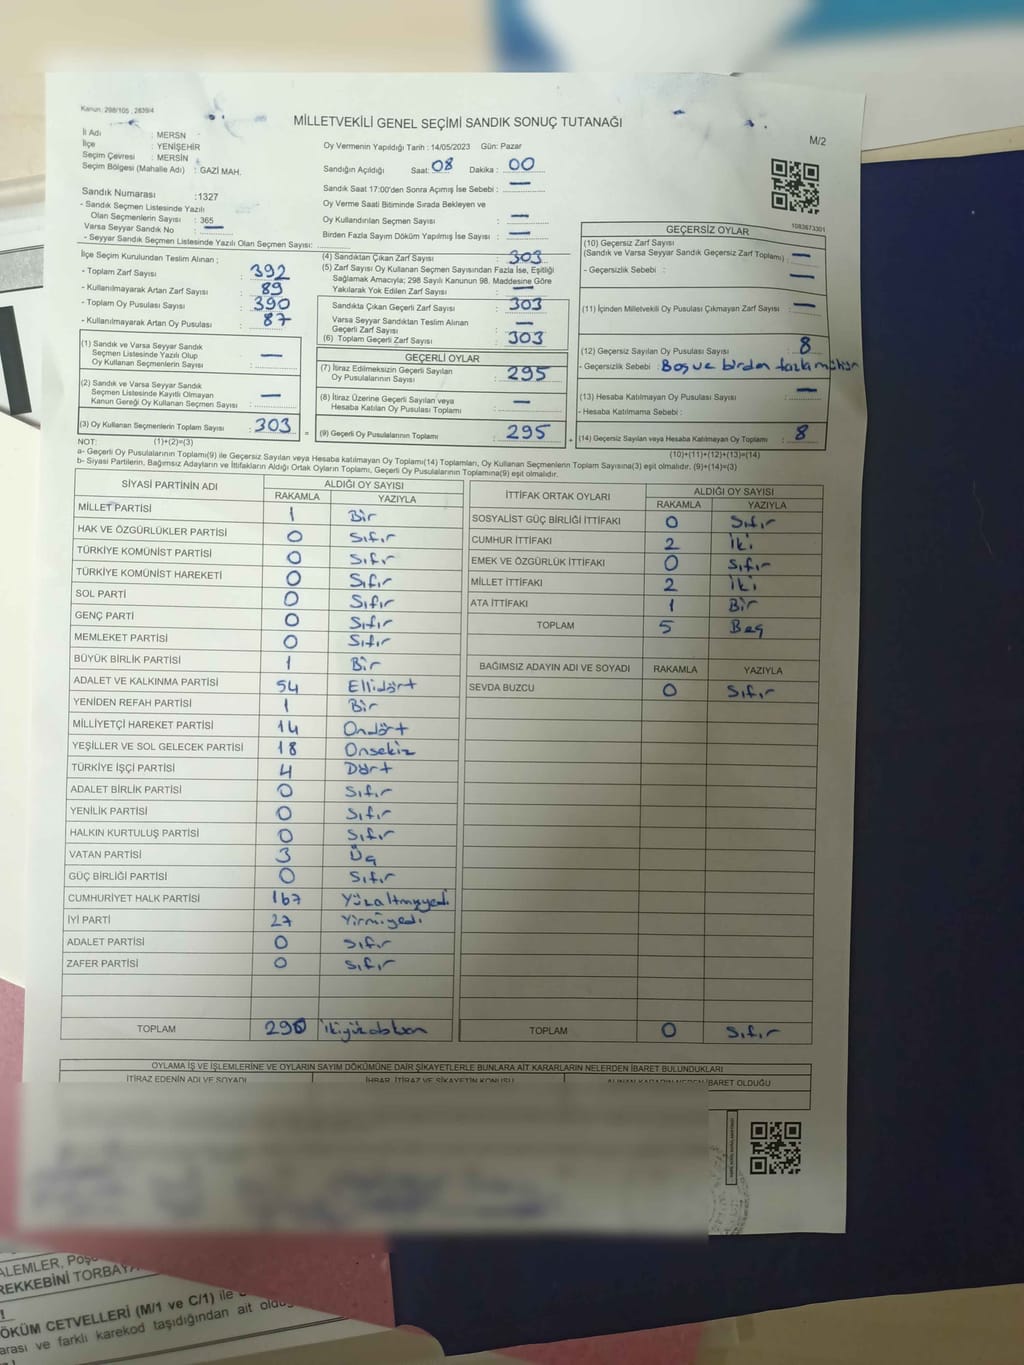 Kanun: 298/105 , 2839/4
MİLLETVEKİLİ GENEL SEÇİMİ SANDIK SONUÇ TUTANAĞI
M/2
İl Adı : MERSN
İlçe : YENİŞEHİR
Seçim Çevresi : MERSİN
Seçim Bölgesi (Mahalle Adı) : GAZİ MAH.
Sandık Numarası :1327
- Sandık Seçmen Listesinde Yazılı
Olan Seçmenlerin Sayısı : 365
Varsa Seyyar Sandık No : —
- Seyyar Sandık Seçmen Listesinde Yazılı Olan Seçmen Sayısı:
Oy Vermenin Yapıldığı Tarih : 14/05/2023 Gün: Pazar
Sandığın Açıldığı Saat: 08 Dakika : 00
Sandık Saat 17:00'den Sonra Açımış İse Sebebi : —
Oy Verme Saati Bitiminde Sırada Bekleyen ve
Oy Kullandırılan Seçmen Sayısı : —
Birden Fazla Sayım Döküm Yapılmış İse Sayısı : —
1083673301
İlçe Seçim Kurulundan Teslim Alınan ;
- Toplam Zarf Sayısı : 392
- Kullanılmayarak Artan Zarf Sayısı : 89
- Toplam Oy Pusulası Sayısı : 390
- Kullanılmayarak Artan Oy Pusulası : 87
(1) Sandık ve Varsa Seyyar Sandık
Seçmen Listesinde Yazılı Olup
Oy Kullanan Seçmenlerin Sayısı : —
(2) Sandık ve Varsa Seyyar Sandık
Seçmen Listesinde Kayıtlı Olmayan
Kanun Gereği Oy Kullanan Seçmen Sayısı : —
(3) Oy Kullanan Seçmenlerin Toplam Sayısı : 303
(4) Sandıktan Çıkan Zarf Sayısı : 303
(5) Zarf Sayısı Oy Kullanan Seçmen Sayısından Fazla İse, Eşitliği
Sağlamak Amacıyla; 298 Sayılı Kanunun 98. Maddesine Göre
Yakılarak Yok Edilen Zarf Sayısı : —
Sandıkta Çıkan Geçerli Zarf Sayısı : 303
Varsa Seyyar Sandıktan Teslim Alınan
Geçerli Zarf Sayısı : —
(6) Toplam Geçerli Zarf Sayısı : 303
GEÇERLİ OYLAR
(7) İtiraz Edilmeksizin Geçerli Sayılan
Oy Pusulalarının Sayısı : 295
(8) İtiraz Üzerine Geçerli Sayılan veya
Hesaba Katılan Oy Pusulası Toplamı : —
= (9) Geçerli Oy Pusulalarının Toplamı : 295
GEÇERSİZ OYLAR
(10) Geçersiz Zarf Sayısı
(Sandık ve Varsa Seyyar Sandık Geçersiz Zarf Toplamı) : —
- Geçersizlik Sebebi : —
(11) İçinden Milletvekili Oy Pusulası Çıkmayan Zarf Sayısı : —
(12) Geçersiz Sayılan Oy Pusulası Sayısı : 8
- Geçersizlik Sebebi : Boş ve birden fazla mühür
(13) Hesaba Katılmayan Oy Pusulası Sayısı : —
- Hesaba Katılmama Sebebi :
+ (14) Geçersiz Sayılan veya Hesaba Katılmayan Oy Toplamı : 8
NOT: (1)+(2)=(3)
(10)+(11)+(12)+(13)=(14)
a- Geçerli Oy Pusulalarının Toplamı(9) ile Geçersiz Sayılan veya Hesaba Katılmayan Oy Toplamı(14) Toplamları, Oy Kullanan Seçmenlerin Toplam Sayısına(3) eşit olmalıdır. (9)+(14)=(3)
b- Siyasi Partilerin, Bağımsız Adayların ve İttifakların Aldığı Ortak Oyların Toplamı, Geçerli Oy Pusulalarının Toplamına(9) eşit olmalıdır.
SİYASİ PARTİNİN ADI ALDIĞI OY SAYISI
RAKAMLA YAZIYLA
MİLLET PARTİSİ 1 Bir
HAK VE ÖZGÜRLÜKLER PARTİSİ 0 Sıfır
TÜRKİYE KOMÜNİST PARTİSİ 0 Sıfır
TÜRKİYE KOMÜNİST HAREKETİ 0 Sıfır
SOL PARTİ 0 Sıfır
GENÇ PARTİ 0 Sıfır
MEMLEKET PARTİSİ 0 Sıfır
BÜYÜK BİRLİK PARTİSİ 1 Bir
ADALET VE KALKINMA PARTİSİ 54 Ellidört
YENİDEN REFAH PARTİSİ 1 Bir
MİLLİYETÇİ HAREKET PARTİSİ 14 Ondört
YEŞİLLER VE SOL GELECEK PARTİSİ 18 Onsekiz
TÜRKİYE İŞÇİ PARTİSİ 4 Dört
ADALET BİRLİK PARTİSİ 0 Sıfır
YENİLİK PARTİSİ 0 Sıfır
HALKIN KURTULUŞ PARTİSİ 0 Sıfır
VATAN PARTİSİ 3 Üç
GÜÇ BİRLİĞİ PARTİSİ 0 Sıfır
CUMHURİYET HALK PARTİSİ 167 Yüzaltmışyedi
İYİ PARTİ 27 Yirmiyedi
ADALET PARTİSİ 0 Sıfır
ZAFER PARTİSİ 0 Sıfır
TOPLAM 290 ikiyüzdoksan
İTTİFAK ORTAK OYLARI ALDIĞI OY SAYISI
RAKAMLA YAZIYLA
SOSYALİST GÜÇ BİRLİĞİ İTTİFAKI 0 Sıfır
CUMHUR İTTİFAKI 2 İki
EMEK VE ÖZGÜRLÜK İTTİFAKI 0 Sıfır
MİLLET İTTİFAKI 2 İki
ATA İTTİFAKI 1 Bir
TOPLAM 5 Beş
BAĞIMSIZ ADAYIN ADI VE SOYADI RAKAMLA YAZIYLA
SEVDA BUZCU 0 Sıfır
TOPLAM 0 Sıfır
OYLAMA İŞ VE İŞLEMLERİNE VE OYLARIN SAYIM DÖKÜMÜNE DAİR ŞİKAYETLERLE BUNLARA AİT KARARLARIN NELERDEN İBARET BULUNDUKLARI
İTİRAZ EDENİN ADI VE SOYADI İHBAR, İTİRAZ VE ŞİKAYETİN KONUSU ALINAN KARARIN NEDEN İBARET OLDUĞU
ALEMLER,
REKKEBİNİ TORBAYA
ÖKÜM CETVELLERİ (M/1 ve C/1) ile
arası ve farklı karekod taşıdığından ait